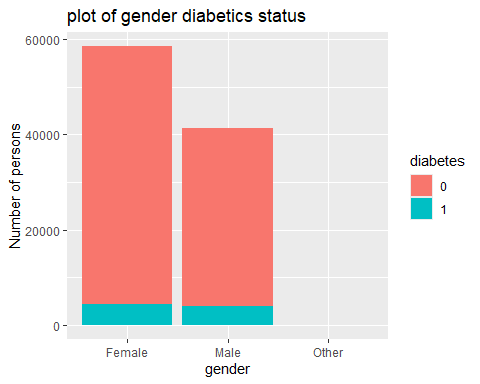 plot of gender diabetics status
60000
40000
20000
0
Number of persons
Female Male Other
gender
diabetes
0
1